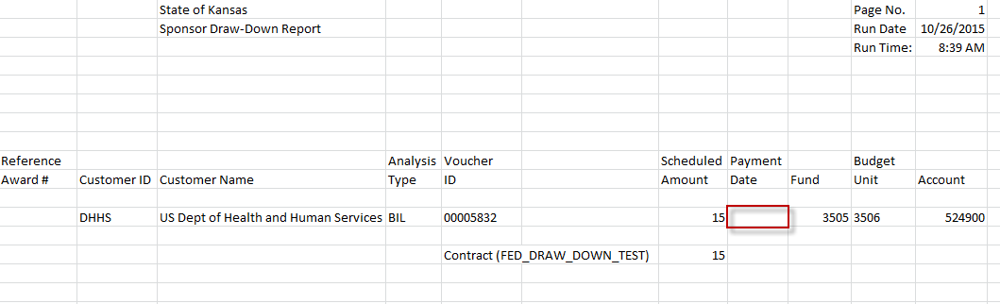 State of Kansas Page No. 1
Sponsor Draw-Down Report Run Date 10/26/2015
Run Time: 8:39 AM
Reference Analysis Voucher Scheduled Payment Budget
Award # Customer ID Customer Name Type ID Amount Date Fund Unit Account
DHHS US Dept of Health and Human Services BIL 00005832 15 3505 3506 524900
Contract (FED_DRAW_DOWN_TEST) 15